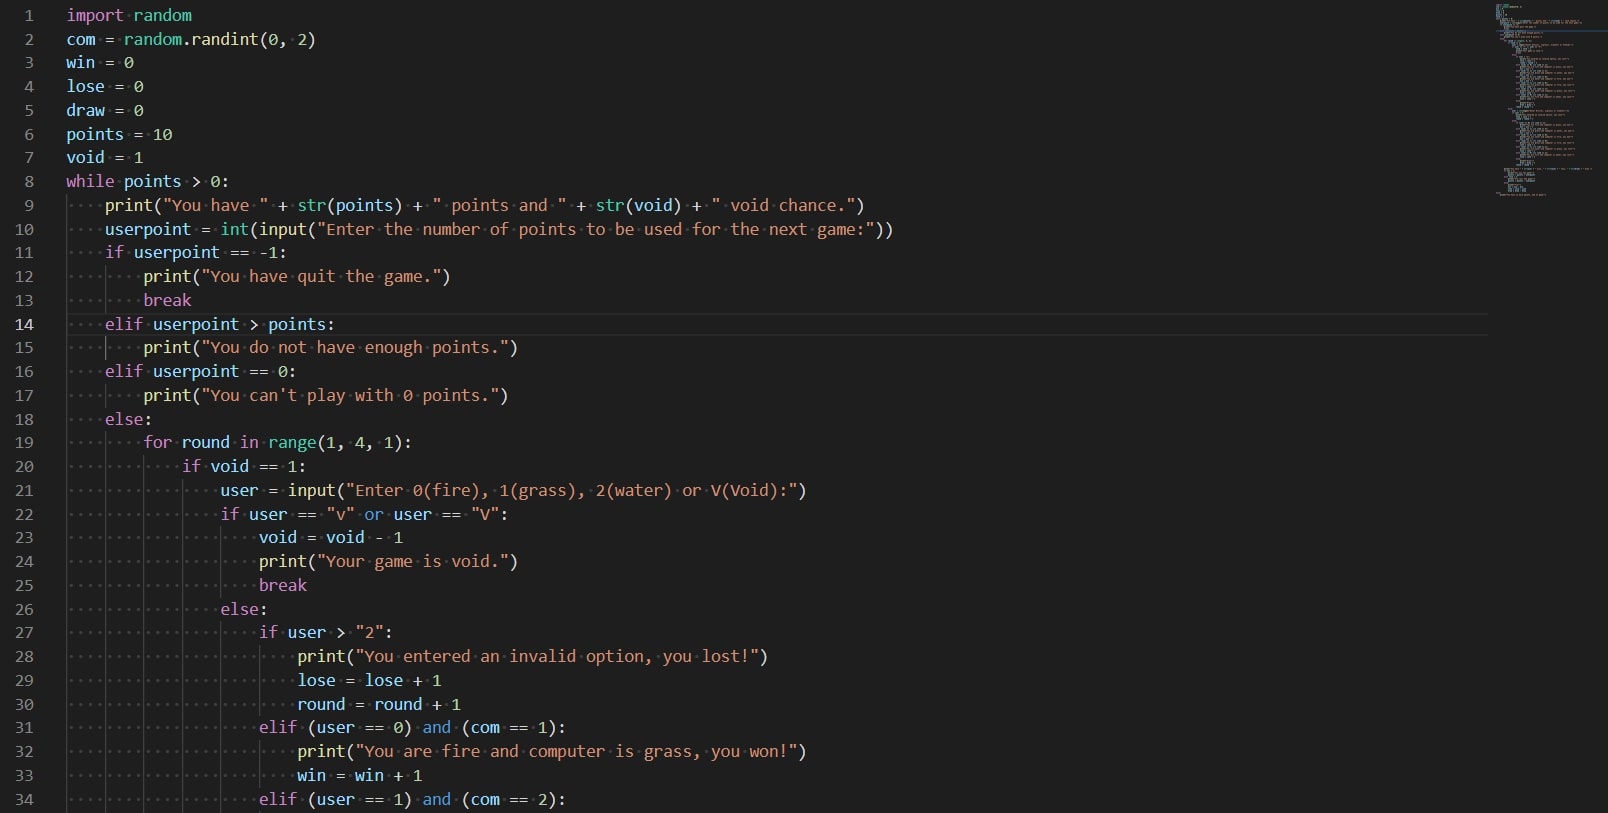 1 import random
2 com = random.randint(0, 2)
3 win = 0
4 lose = 0
5 draw = 0
6 points = 10
7 void = 1
8 while points > 0:
9     print("You have " + str(points) + " points and " + str(void) + " void chance.")
10     userpoint = int(input("Enter the number of points to be used for the next game:"))
11     if userpoint == -1:
12         print("You have quit the game.")
13         break
14     elif userpoint > points:
15         print("You do not have enough points.")
16     elif userpoint == 0:
17         print("You can't play with 0 points.")
18     else:
19         for round in range(1, 4, 1):
20             if void == 1:
21                 user = input("Enter 0(fire), 1(grass), 2(water) or V(Void):")
22                 if user == "v" or user == "V":
23                     void = void - 1
24                     print("Your game is void.")
25                     break
26                 else:
27                     if user > "2":
28                         print("You entered an invalid option, you lost!")
29                         lose = lose + 1
30                         round = round + 1
31                     elif (user == 0) and (com == 1):
32                         print("You are fire and computer is grass, you won!")
33                         win = win + 1
34                     elif (user == 1) and (com == 2):